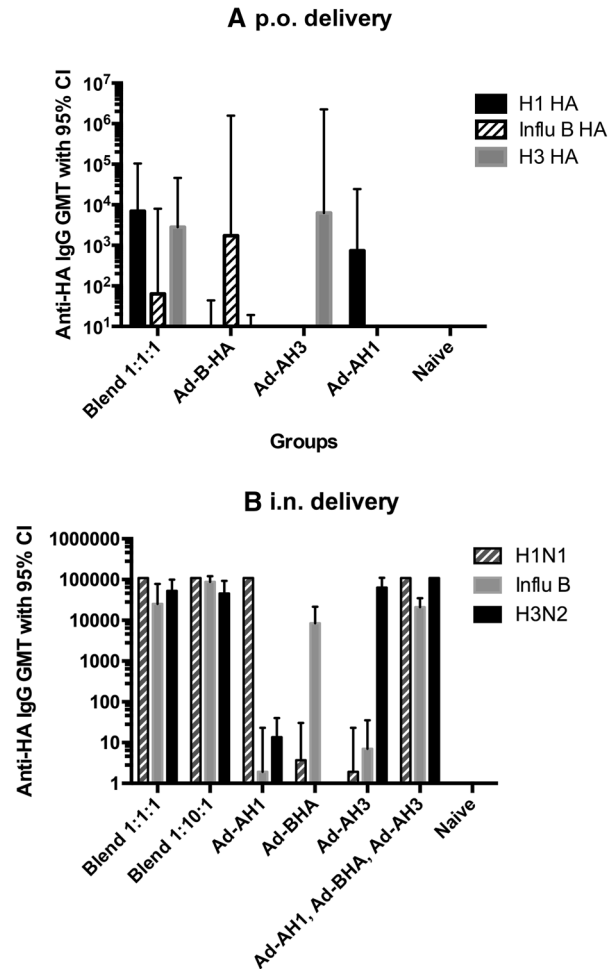 A p.o. delivery
Anti-HA IgG GMT with 95% CI
10^7
10^6
10^5
10^4
10^3
10^2
10^1
H1 HA
Influ B HA
H3 HA
Blend 1:1:1
Ad-B-HA
Ad-AH3
Ad-AH1
Naive
Groups
B i.n. delivery
Anti-HA IgG GMT with 95% CI
1000000
100000
10000
1000
100
10
1
H1N1
Influ B
H3N2
Blend 1:1:1
Blend 1:10:1
Ad-AH1
Ad-BHA
Ad-AH3
Ad-AH1, Ad-BHA, Ad-AH3
Naive